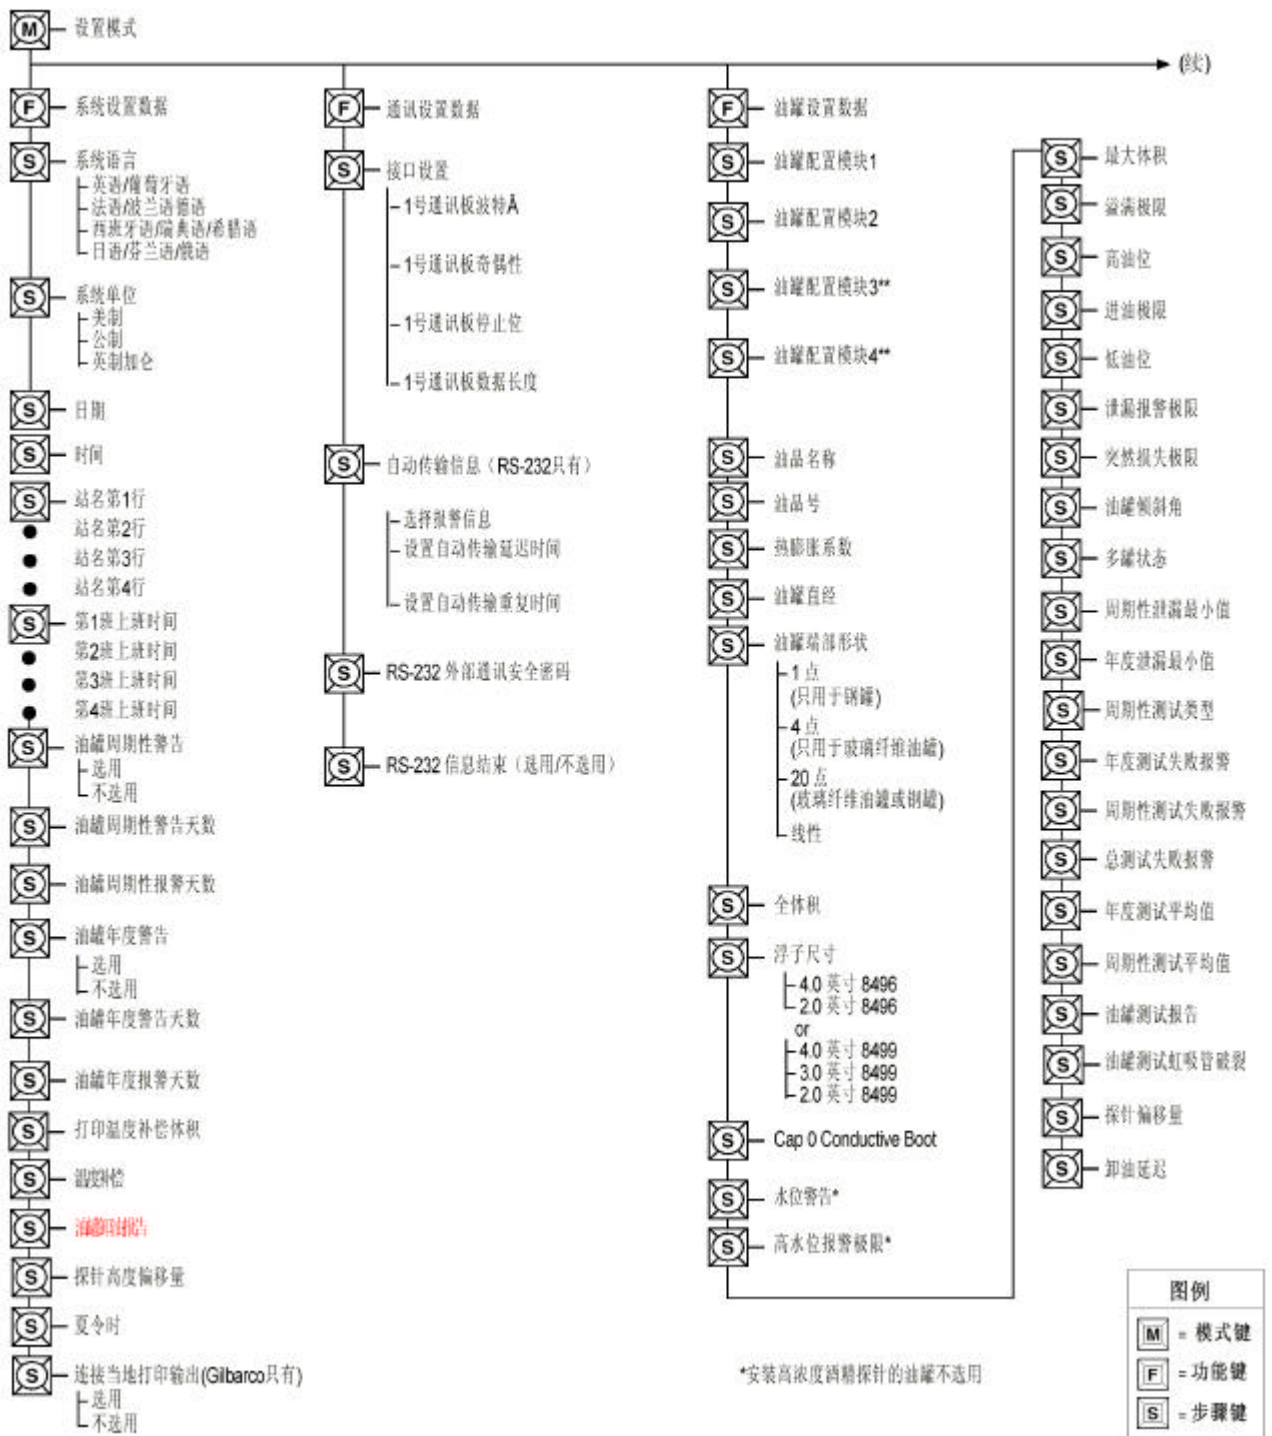 M 设置模式
(续)
F 系统设置数据
S 系统语言
英语/葡萄牙语
法语/波兰语德语
西班牙语/瑞典语/希腊语
日语/芬兰语/俄语
S 系统单位
美制
公制
英制加仑
S 日期
S 时间
S 站名第1行
站名第2行
站名第3行
站名第4行
S 第1班上班时间
第2班上班时间
第3班上班时间
第4班上班时间
S 油罐周期性警告
选用
不选用
S 油罐周期性警告天数
S 油罐周期性报警天数
S 油罐年度警告
选用
不选用
S 油罐年度警告天数
S 油罐年度报警天数
S 打印温度补偿体积
S 温度补偿
S
S 探针高度偏移量
S 夏令时
S 连接当地打印输出(Gilbarco只有)
选用
不选用
F 通讯设置数据
S 接口设置
1号通讯板波特Å
1号通讯板奇偶性
1号通讯板停止位
1号通讯板数据长度
S 自动传输信息（RS-232只有）
选择报警信息
设置自动传输延迟时间
设置自动传输重复时间
S RS-232 外部通讯安全密码
S RS-232 信息结束（选用/不选用）
F 油罐设置数据
S 油罐配置模块1
S 油罐配置模块2
S 油罐配置模块3**
S 油罐配置模块4**
S 油品名称
S 油品号
S 热膨胀系数
S 油罐直径
S 油罐端部形状
1 点
(只用于钢罐)
4 点
(只用于玻璃纤维油罐)
20 点
(玻璃纤维油罐或钢罐)
线性
S 全体积
S 浮子尺寸
4.0 英寸 8496
2.0 英寸 8496
or
4.0 英寸 8499
3.0 英寸 8499
2.0 英寸 8499
S Cap 0 Conductive Boot
S 水位警告*
S 高水位报警极限*
S 最大体积
S 溢满极限
S 高油位
S 进油极限
S 低油位
S 泄漏报警极限
S 突然损失极限
S 油罐倾斜角
S 多罐状态
S 周期性泄漏最小值
S 年度泄漏最小值
S 周期性测试类型
S 年度测试失败报警
S 周期性测试失败报警
S 总测试失败报警
S 年度测试平均值
S 周期性测试平均值
S 油罐测试报告
S 油罐测试虹吸管破裂
S 探针偏移量
S 卸油延迟
*安装高浓度酒精探针的油罐不选用
图例
M = 模式键
F = 功能键
S = 步骤键